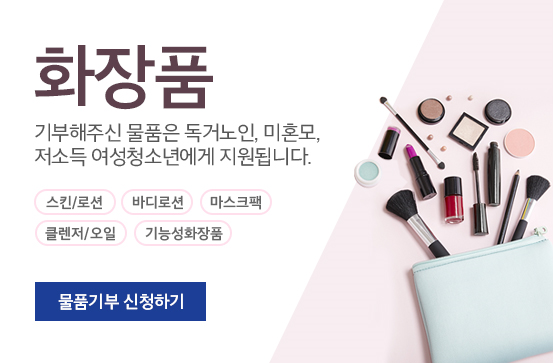 화장품
기부해주신 물품은 독거노인, 미혼모,
저소득 여성청소년에게 지원됩니다.
스킨/로션 바디로션 마스크팩
클렌저/오일 기능성화장품
물품기부 신청하기